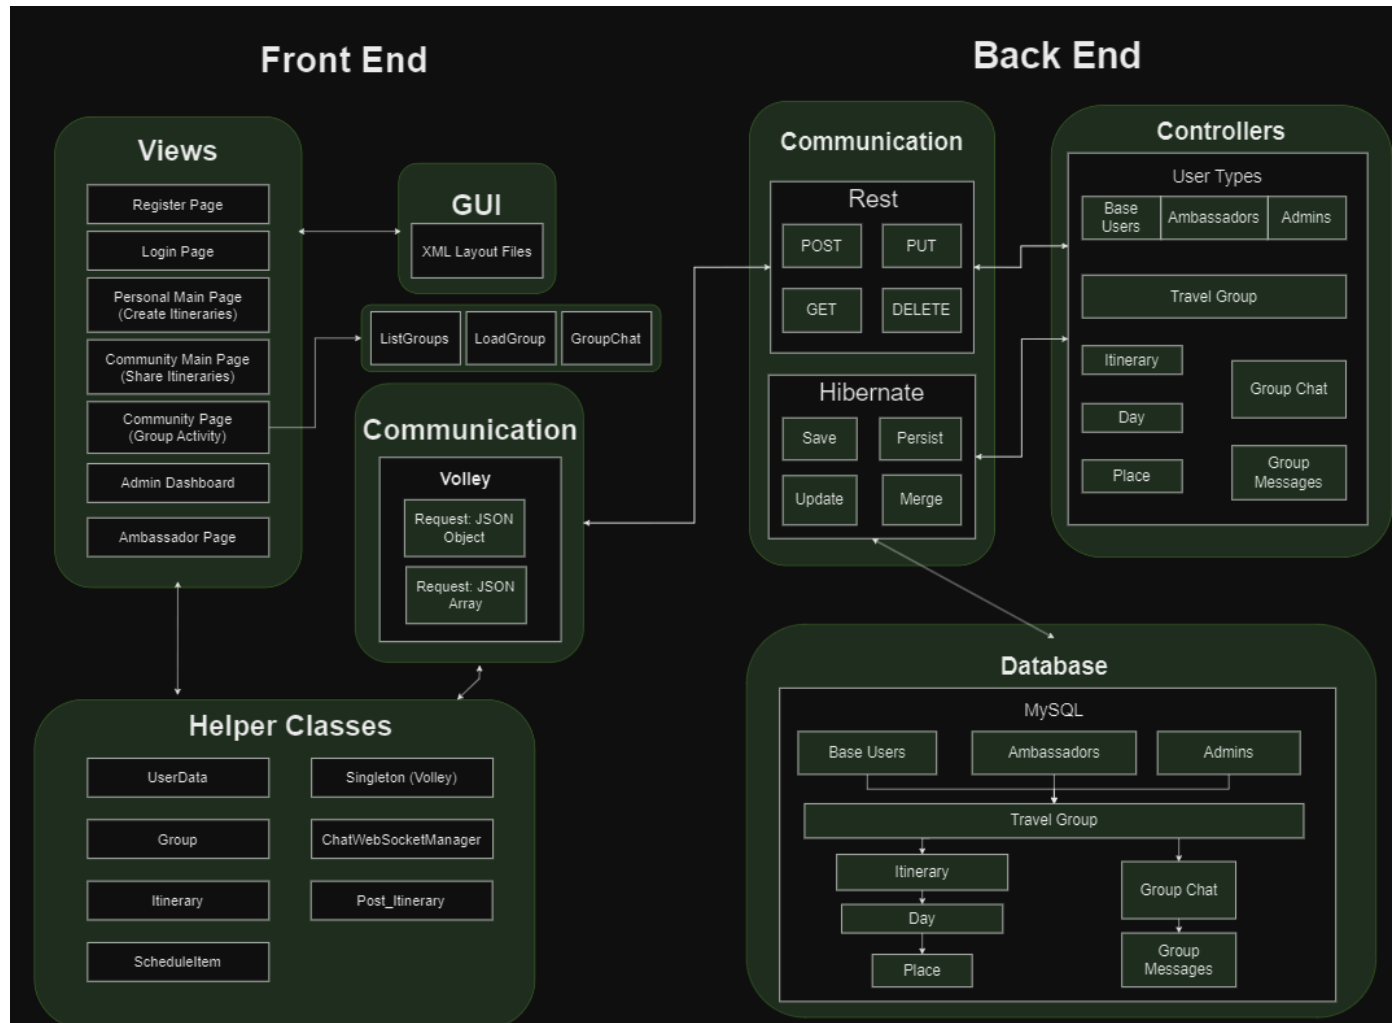 Front End
Views
Register Page
Login Page
Personal Main Page
(Create Itineraries)
Community Main Page
(Share Itineraries)
Community Page
(Group Activity)
Admin Dashboard
Ambassador Page
GUI
XML Layout Files
ListGroups
LoadGroup
GroupChat
Communication
Volley
Request: JSON
Object
Request: JSON
Array
Helper Classes
UserData
Singleton (Volley)
Group
ChatWebSocketManager
Itinerary
Post_Itinerary
ScheduleItem
Back End
Communication
Rest
POST
PUT
GET
DELETE
Hibernate
Save
Persist
Update
Merge
Controllers
User Types
Base
Users
Ambassadors
Admins
Travel Group
Itinerary
Day
Place
Group Chat
Group
Messages
Database
MySQL
Base Users
Ambassadors
Admins
Travel Group
Itinerary
Day
Place
Group Chat
Group
Messages